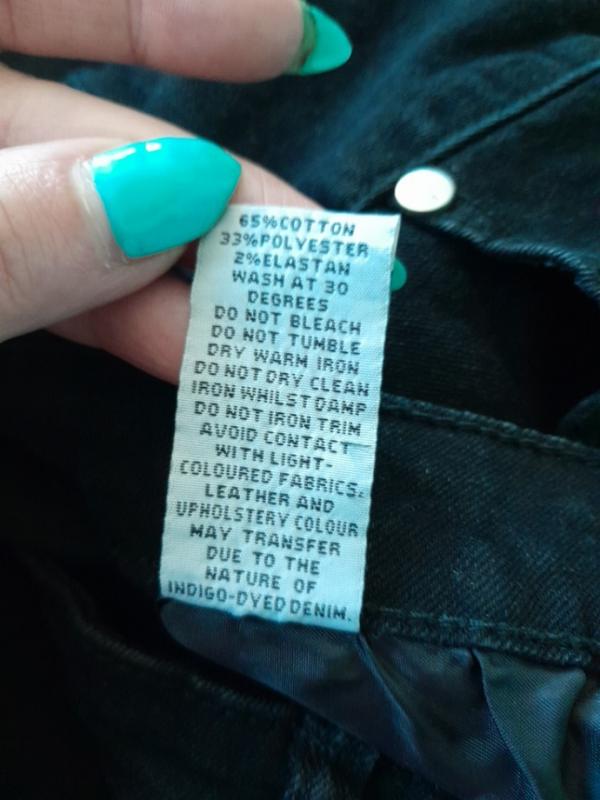 65%COTTON
33%POLYESTER
2%ELASTAN
WASH AT 30
DEGREES
DO NOT BLEACH
DO NOT TUMBLE
DRY WARM IRON
DO NOT DRY CLEAN
IRON WHILST DAMP
DO NOT IRON TRIM
AVOID CONTACT
WITH LIGHT-
COLOURED FABRICS.
LEATHER AND
UPHOLSTERY COLOUR
MAY TRANSFER
DUE TO THE
NATURE OF
INDIGO-DYED DENIM.